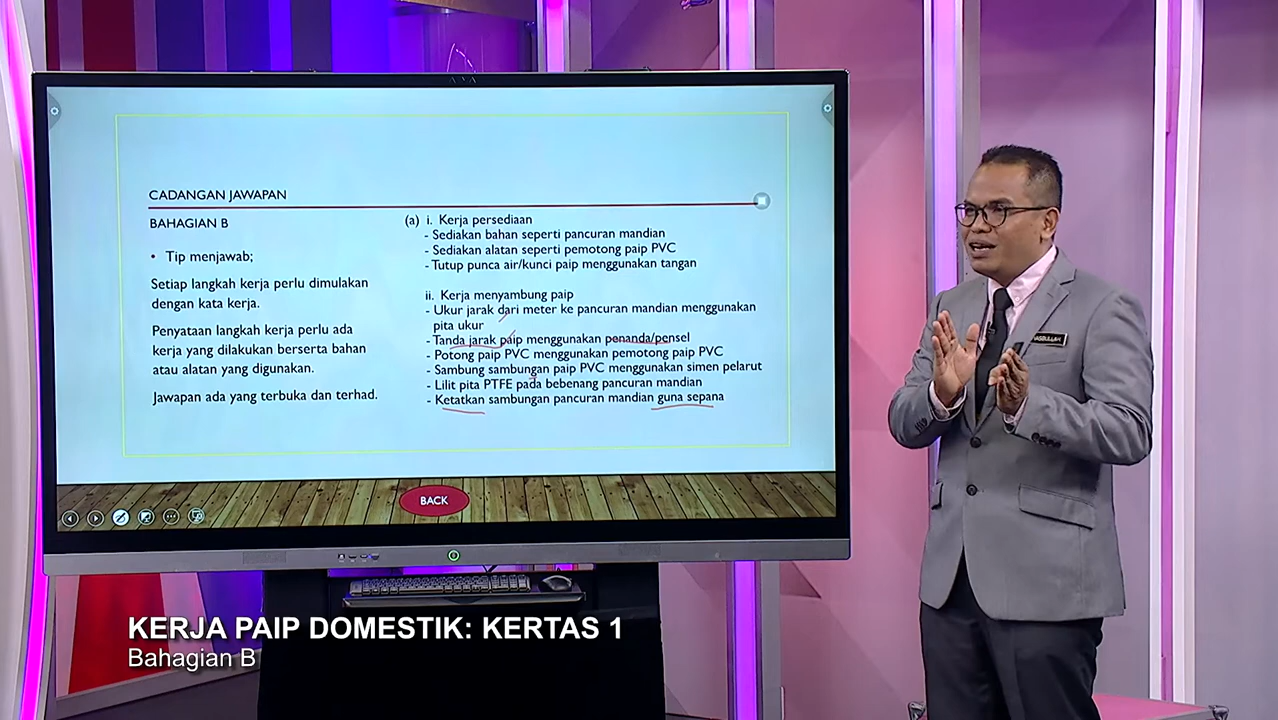 CADANGAN JAWAPAN
BAHAGIAN B
• Tip menjawab;
Setiap langkah kerja perlu dimulakan
dengan kata kerja.
Penyataan langkah kerja perlu ada
kerja yang dilakukan berserta bahan
atau alatan yang digunakan.
Jawapan ada yang terbuka dan terhad.
(a) i. Kerja persediaan
- Sediakan bahan seperti pancuran mandian
- Sediakan alatan seperti pemotong paip PVC
- Tutup punca air/kunci paip menggunakan tangan
ii. Kerja menyambung paip
- Ukur jarak dari meter ke pancuran mandian menggunakan
pita ukur
- Tanda jarak paip menggunakan penanda/pensel
- Potong paip PVC menggunakan pemotong paip PVC
- Sambung sambungan paip PVC menggunakan simen pelarut
- Lilit pita PTFE pada bebenang pancuran mandian
- Ketatkan sambungan pancuran mandian guna sepana
BACK
KERJA PAIP DOMESTIK: KERTAS 1
Bahagian B